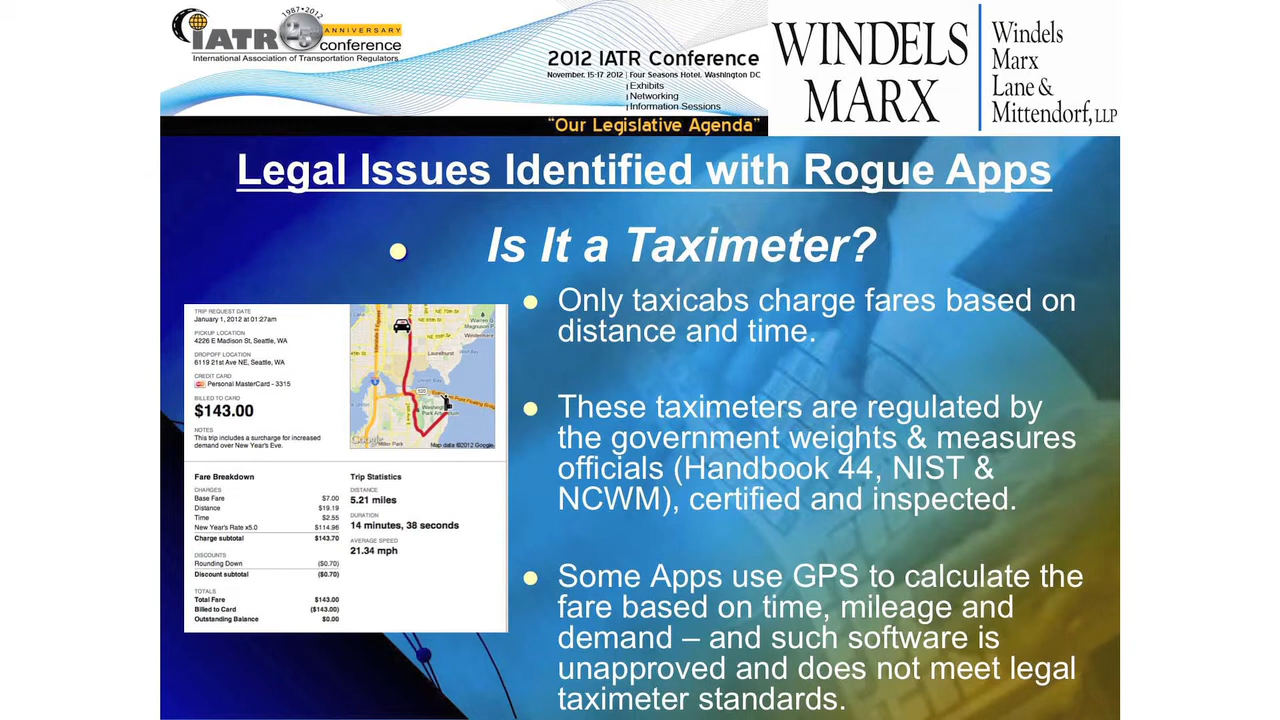 1987•2012
IATR 25 ANNIVERSARY
conference
International Association of Transportation Regulators
2012 IATR Conference
November. 15-17 2012 | Four Seasons Hotel. Washington DC
| Exhibits
| Networking
| Information Sessions
"Our Legislative Agenda"
WINDELS
MARX
Windels
Marx
Lane &
Mittendorf, LLP
Legal Issues Identified with Rogue Apps
• Is It a Taximeter?
• Only taxicabs charge fares based on
distance and time.
• These taximeters are regulated by
the government weights & measures
officials (Handbook 44, NIST &
NCWM), certified and inspected.
• Some Apps use GPS to calculate the
fare based on time, mileage and
demand – and such software is
unapproved and does not meet legal
taximeter standards.
TRIP REQUEST DATE
January 1, 2012 at 01:27am
PICKUP LOCATION
4226 E Madison St, Seattle, WA
DROPOFF LOCATION
6119 21st Ave NE, Seattle, WA
CREDIT CARD
Personal MasterCard - 3315
BILLED TO CARD
$143.00
NOTES
This trip includes a surcharge for increased
demand over New Year's Eve.
Laurelhurst
520
5
Miller Park
Google
Map data ©2012 Google
Fare Breakdown
CHARGES
Base Fare $7.00
Distance $19.19
Time $2.55
New Year's Rate x5.0 $114.96
Charge subtotal $143.70
DISCOUNTS
Rounding Down ($0.70)
Discount subtotal ($0.70)
TOTALS
Total Fare $143.00
Billed to Card ($143.00)
Outstanding Balance $0.00
Trip Statistics
DISTANCE
5.21 miles
DURATION
14 minutes, 38 seconds
AVERAGE SPEED
21.34 mph